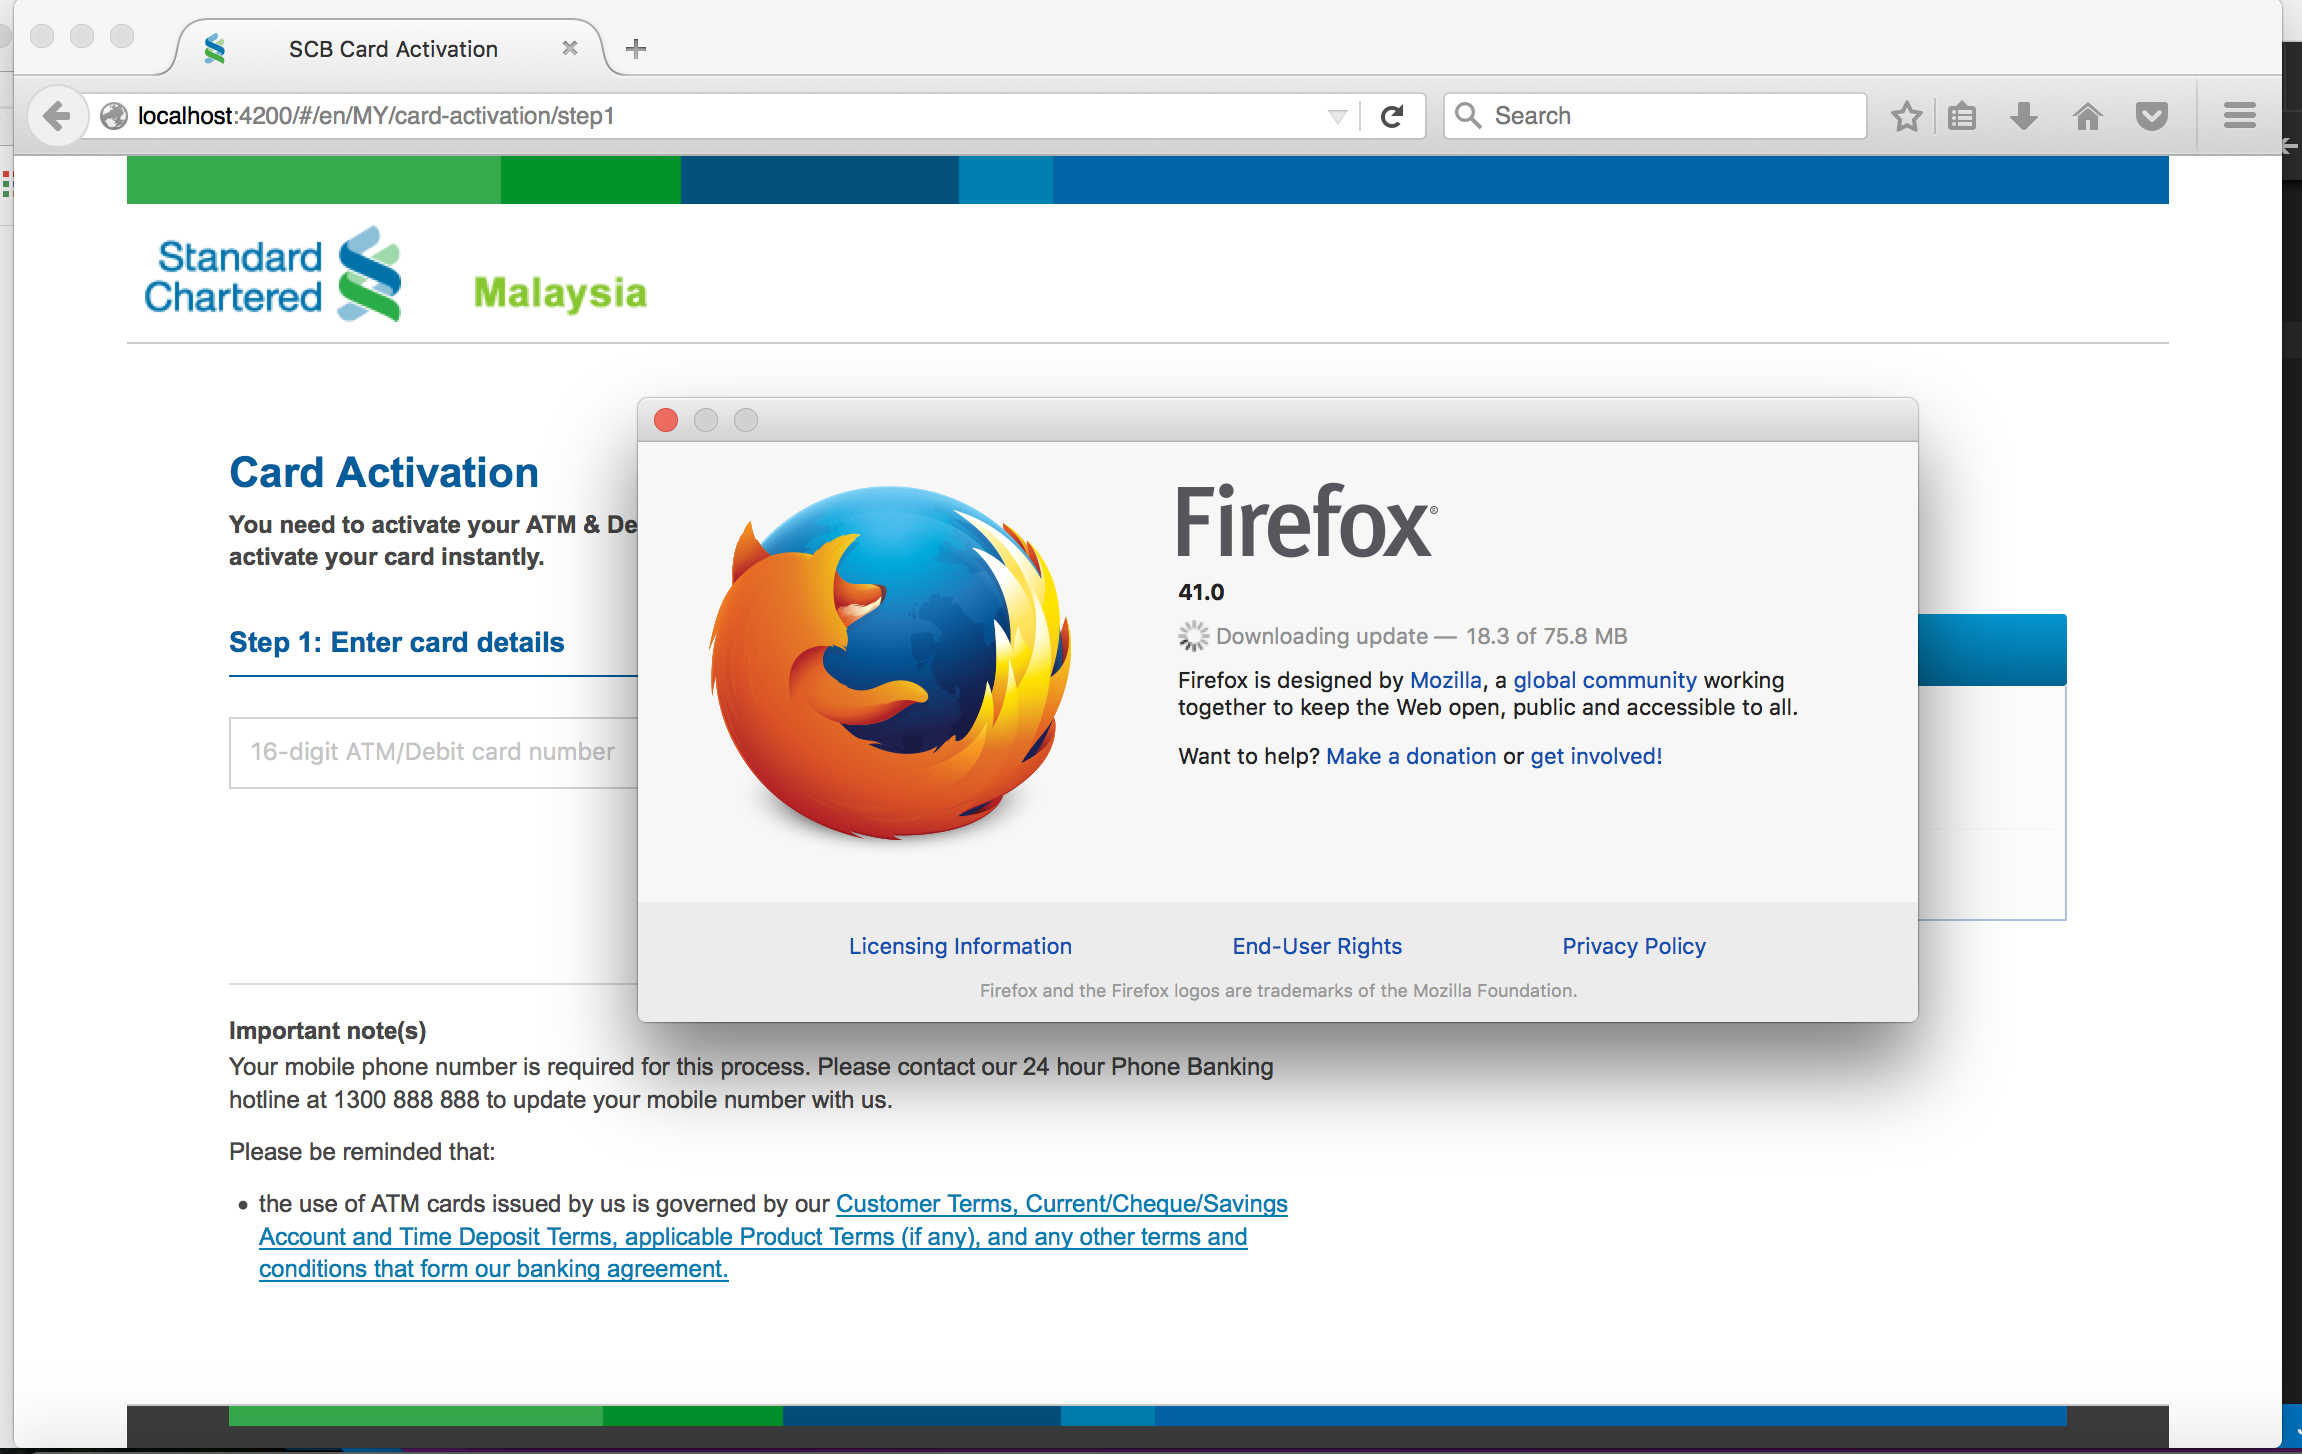 SCB Card Activation
localhost:4200/#/en/MY/card-activation/step1
Search
Standard
Chartered
Malaysia
Card Activation
You need to activate your ATM & De
activate your card instantly.
Step 1: Enter card details
16-digit ATM/Debit card number
Firefox®
41.0
Downloading update — 18.3 of 75.8 MB
Firefox is designed by Mozilla, a global community working
together to keep the Web open, public and accessible to all.
Want to help? Make a donation or get involved!
Licensing Information
End-User Rights
Privacy Policy
Firefox and the Firefox logos are trademarks of the Mozilla Foundation.
Important note(s)
Your mobile phone number is required for this process. Please contact our 24 hour Phone Banking
hotline at 1300 888 888 to update your mobile number with us.
Please be reminded that:
• the use of ATM cards issued by us is governed by our Customer Terms, Current/Cheque/Savings
Account and Time Deposit Terms, applicable Product Terms (if any), and any other terms and
conditions that form our banking agreement.